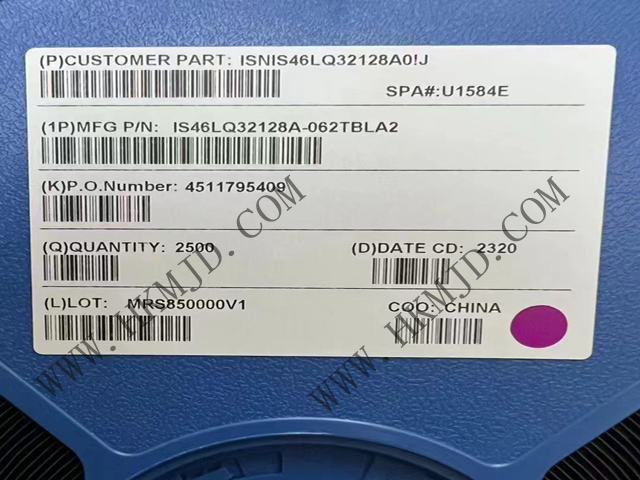 (P)CUSTOMER PART: ISNIS46LQ32128A0!J
SPA#:U1584E
(1P)MFG P/N: IS46LQ32128A-062TBLA2
(K)P.O.Number: 4511795409
(Q)QUANTITY: 2500 (D)DATE CD: 2320
(L)LOT: MRS850000V1 COO: CHINA
WWW.HKMJD.COM
WWW.HKMJD.COM